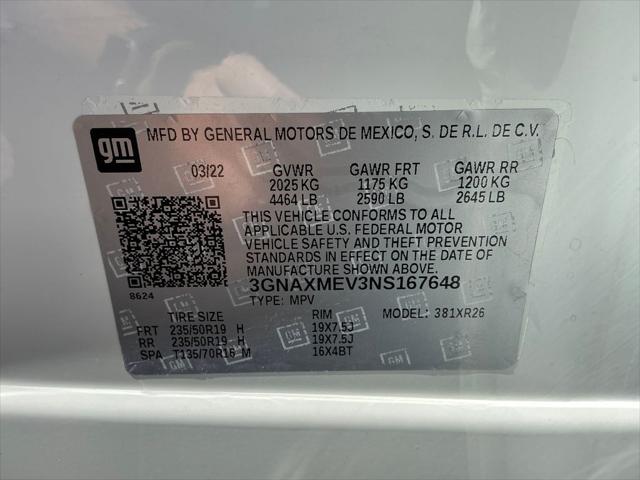 gm MFD BY GENERAL MOTORS DE MEXICO, S. DE R.L. DE C.V.
03/22 GVWR GAWR FRT GAWR RR
2025 KG 1175 KG 1200 KG
4464 LB 2590 LB 2645 LB
THIS VEHICLE CONFORMS TO ALL
APPLICABLE U.S. FEDERAL MOTOR
VEHICLE SAFETY AND THEFT PREVENTION
STANDARDS IN EFFECT ON THE DATE OF
MANUFACTURE SHOWN ABOVE.
3GNAXMEV3NS167648
8624 TYPE: MPV MODEL: 381XR26
TIRE SIZE RIM
FRT 235/50R19 H 19X7.5J
RR 235/50R19 H 19X7.5J
SPA T135/70R16 M 16X4BT